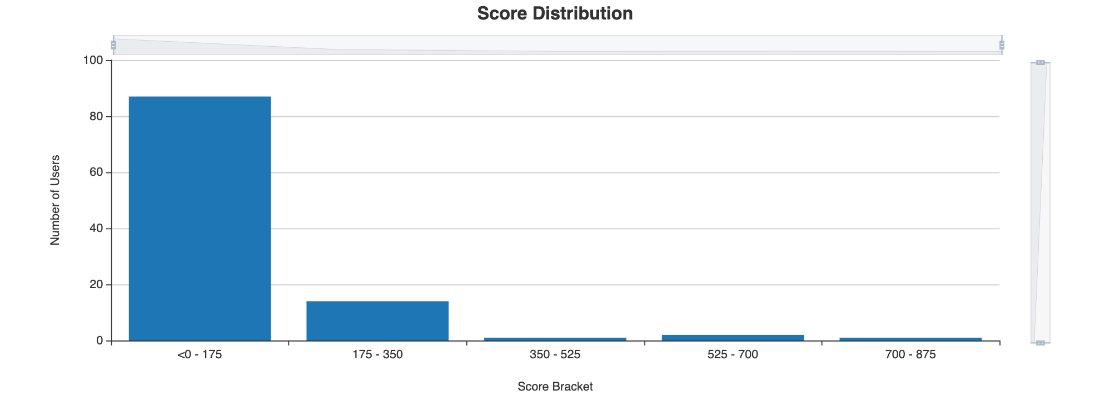 Score Distribution
100
80
60
40
20
0
Number of Users
<0 - 175
175 - 350
350 - 525
525 - 700
700 - 875
Score Bracket